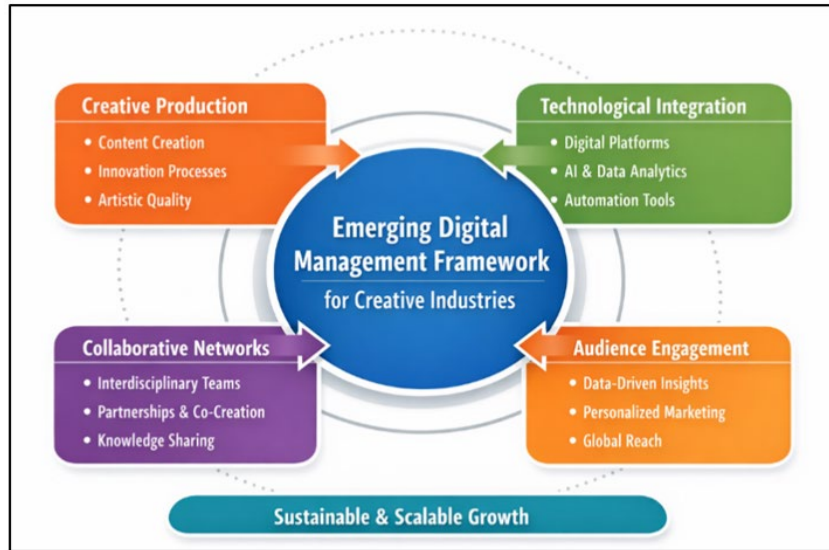 Creative Production
• Content Creation
• Innovation Processes
• Artistic Quality
Technological Integration
• Digital Platforms
• AI & Data Analytics
• Automation Tools
Emerging Digital
Management Framework
for Creative Industries
Collaborative Networks
• Interdisciplinary Teams
• Partnerships & Co-Creation
• Knowledge Sharing
Audience Engagement
• Data-Driven Insights
• Personalized Marketing
• Global Reach
Sustainable & Scalable Growth